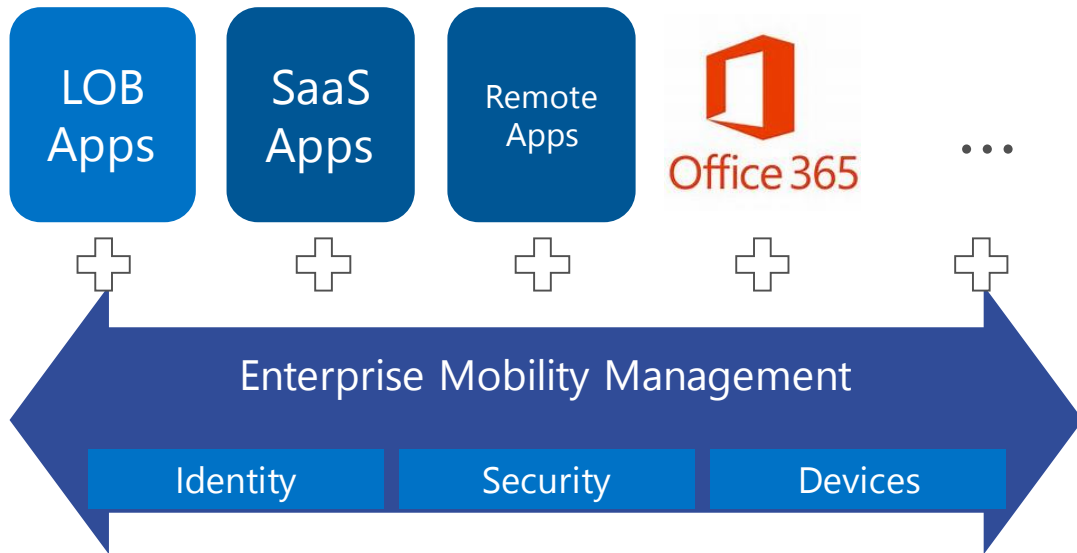 LOB
Apps
SaaS
Apps
Remote
Apps
Office 365
...
Enterprise Mobility Management
Identity
Security
Devices